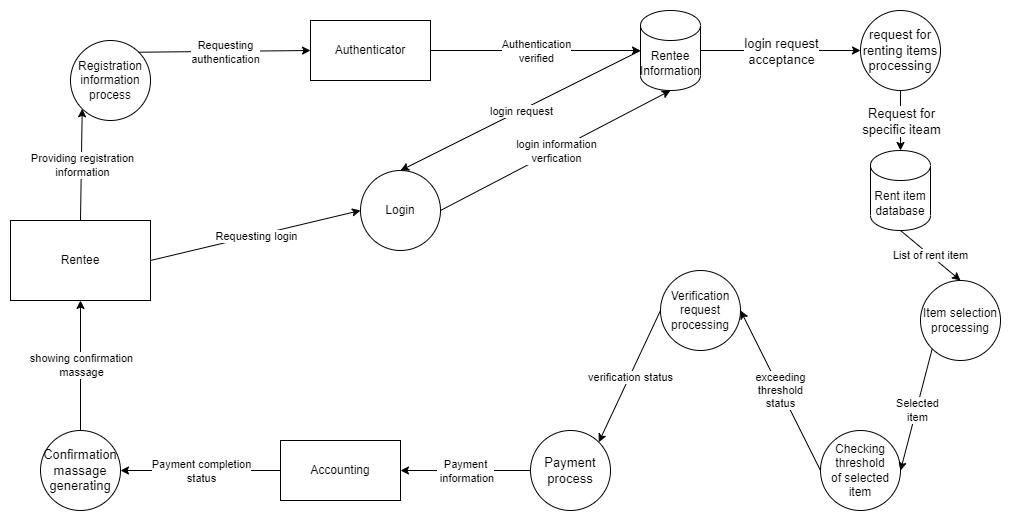 Registration
information
process
Requesting
authentication
Authenticator
Authentication
verified
Rentee
Information
login request
acceptance
request for
renting items
processing
Providing registration
information
login request
login information
verfication
Request for
specific iteam
Rent item
database
Login
Rentee
Requesting login
List of rent item
Verification
request
processing
Item selection
processing
showing confirmation
massage
verification status
exceeding
threshold
status
Selected
item
Confirmation
massage
generating
Payment completion
status
Accounting
Payment
information
Payment
process
Checking
threshold
of selected
item